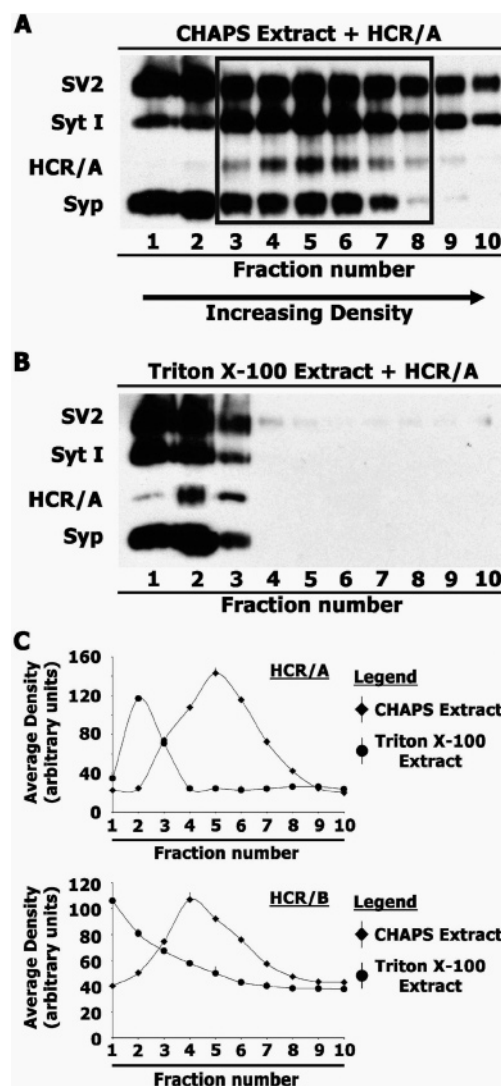 A
CHAPS Extract + HCR/A
SV2
Syt I
HCR/A
Syp
1 2 3 4 5 6 7 8 9 10
Fraction number
Increasing Density
B
Triton X-100 Extract + HCR/A
SV2
Syt I
HCR/A
Syp
1 2 3 4 5 6 7 8 9 10
Fraction number
C
Average Density
(arbitrary units)
160
120
80
40
0
HCR/A
Legend
CHAPS Extract
Triton X-100
Extract
1 2 3 4 5 6 7 8 9 10
Fraction number
Average Density
(arbitrary units)
120
100
80
60
40
20
0
HCR/B
Legend
CHAPS Extract
Triton X-100
Extract
1 2 3 4 5 6 7 8 9 10
Fraction number